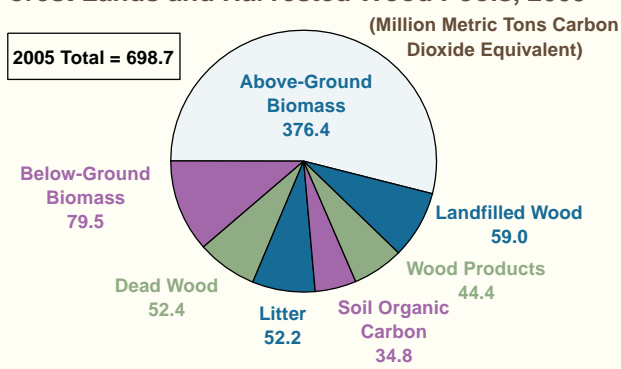 (Million Metric Tons Carbon
Dioxide Equivalent)
2005 Total = 698.7
Above-Ground
Biomass
376.4
Below-Ground
Biomass
79.5
Landfilled Wood
59.0
Wood Products
44.4
Dead Wood
52.4
Litter
52.2
Soil Organic
Carbon
34.8